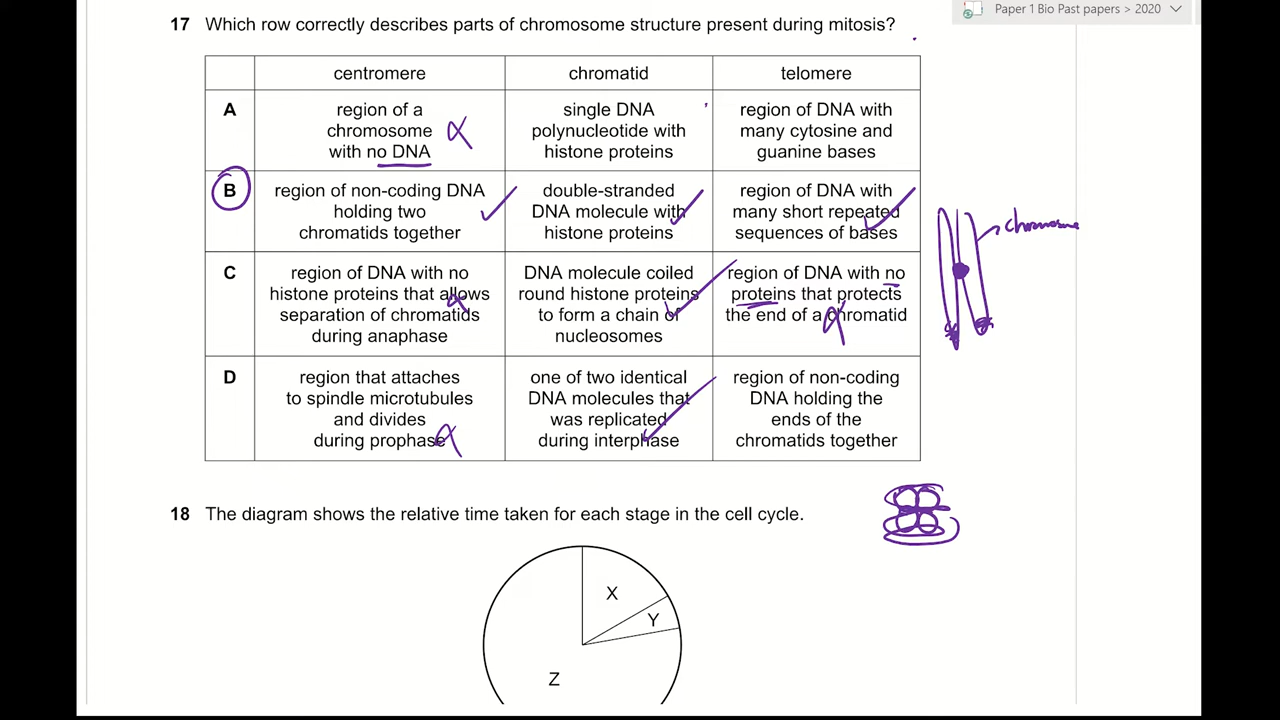 Paper 1 Bio Past papers > 2020
17 Which row correctly describes parts of chromosome structure present during mitosis?
centromere chromatid telomere
A
region of a
chromosome
with no DNA
single DNA
polynucleotide with
histone proteins
region of DNA with
many cytosine and
guanine bases
B
region of non-coding DNA
holding two
chromatids together
double-stranded
DNA molecule with
histone proteins
region of DNA with
many short repeated
sequences of bases
chromosome
C
region of DNA with no
histone proteins that allows
separation of chromatids
during anaphase
DNA molecule coiled
round histone proteins
to form a chain of
nucleosomes
region of DNA with no
proteins that protects
the end of a chromatid
D
region that attaches
to spindle microtubules
and divides
during prophase
one of two identical
DNA molecules that
was replicated
during interphase
region of non-coding
DNA holding the
ends of the
chromatids together
18 The diagram shows the relative time taken for each stage in the cell cycle.
X
Y
Z